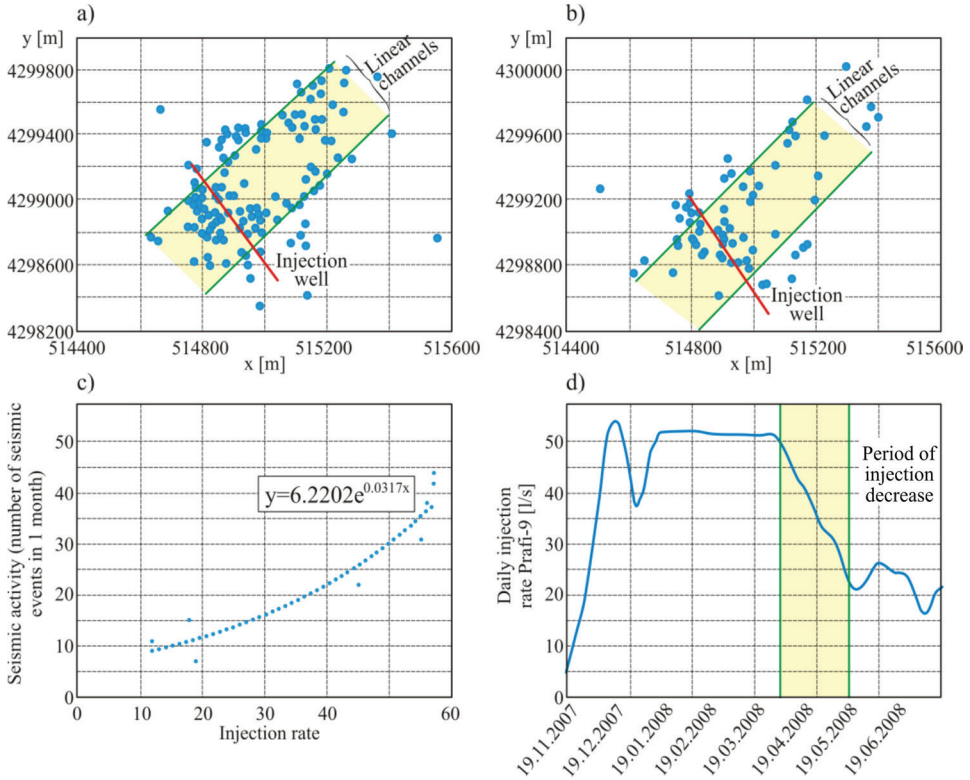 a)
y [m]
4299800
4299400
4299000
4298600
4298200
514400
514800
515200
515600
x [m]
Linear
channels
Injection
well
b)
y [m]
4300000
4299600
4299200
4298800
4298400
514400
514800
515200
515600
x [m]
Linear
channels
Injection
well
c)
Seismic activity (number of seismic
events in 1 month)
50
40
30
20
10
0
0
10
20
30
40
50
60
Injection rate
y=6.2202e^0.0317x
d)
Daily injection
rate Prafi-9 [l/s]
50
40
30
20
10
0
Period of
injection
decrease
19.11.2007
19.12.2007
19.01.2008
19.02.2008
19.03.2008
19.04.2008
19.05.2008
19.06.2008